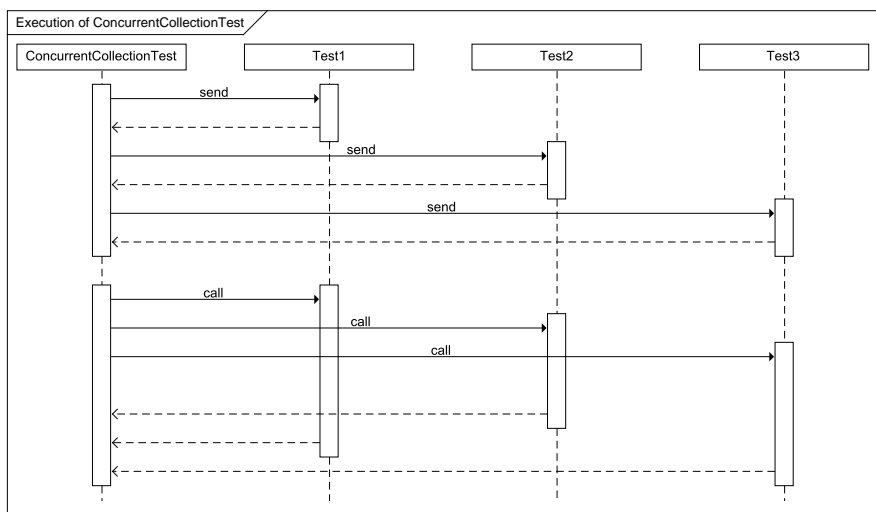 Execution of ConcurrentCollectionTest
ConcurrentCollectionTest
Test1
Test2
Test3
send
send
send
call
call
call